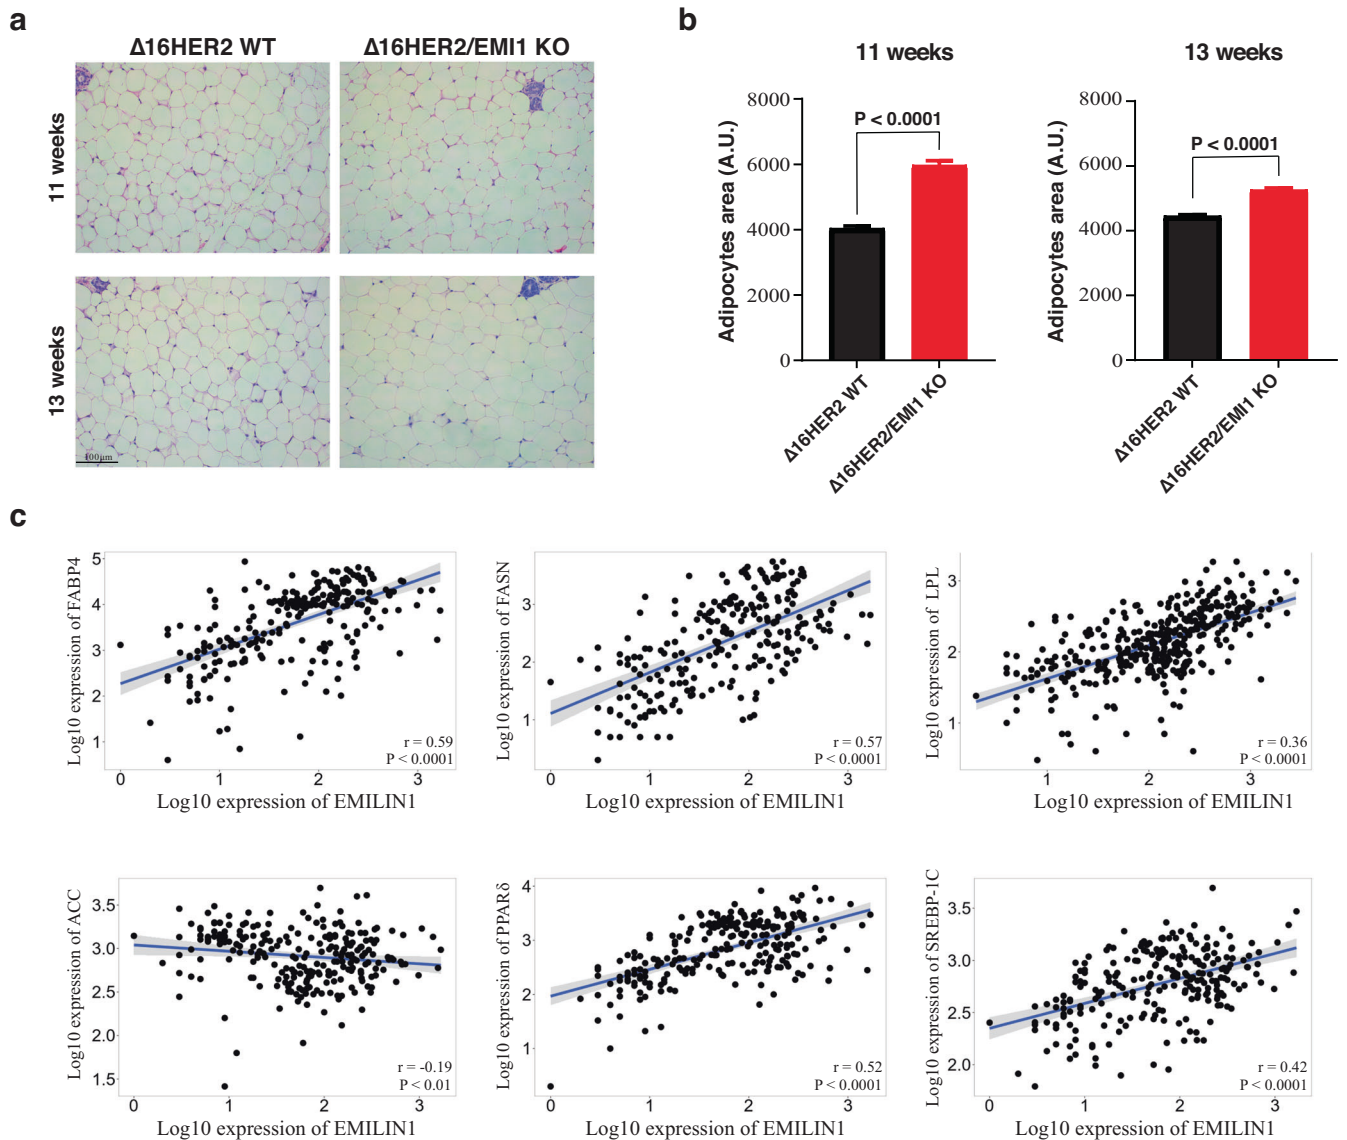 a
Δ16HER2 WT
Δ16HER2/EMI1 KO
11 weeks
13 weeks
100μm
b
11 weeks
13 weeks
Adipocytes area (A.U.)
8000
6000
4000
2000
0
P < 0.0001
Δ16HER2 WT
Δ16HER2/EMI1 KO
Adipocytes area (A.U.)
8000
6000
4000
2000
0
P < 0.0001
Δ16HER2 WT
Δ16HER2/EMI1 KO
c
Log10 expression of FABP4
5
4
3
2
1
r = 0.59
P < 0.0001
0 1 2 3
Log10 expression of EMILIN1
Log10 expression of FASN
3
2
1
r = 0.57
P < 0.0001
0 1 2 3
Log10 expression of EMILIN1
Log10 expression of LPL
3
2
1
r = 0.36
P < 0.0001
1 2 3
Log10 expression of EMILIN1
Log10 expression of ACC
3.5
3.0
2.5
2.0
1.5
r = -0.19
P < 0.01
0 1 2 3
Log10 expression of EMILIN1
Log10 expression of PPARδ
4
3
2
1
r = 0.52
P < 0.0001
0 1 2 3
Log10 expression of EMILIN1
Log10 expression of SREBP-1C
3.5
3.0
2.5
2.0
r = 0.42
P < 0.0001
0 1 2 3
Log10 expression of EMILIN1